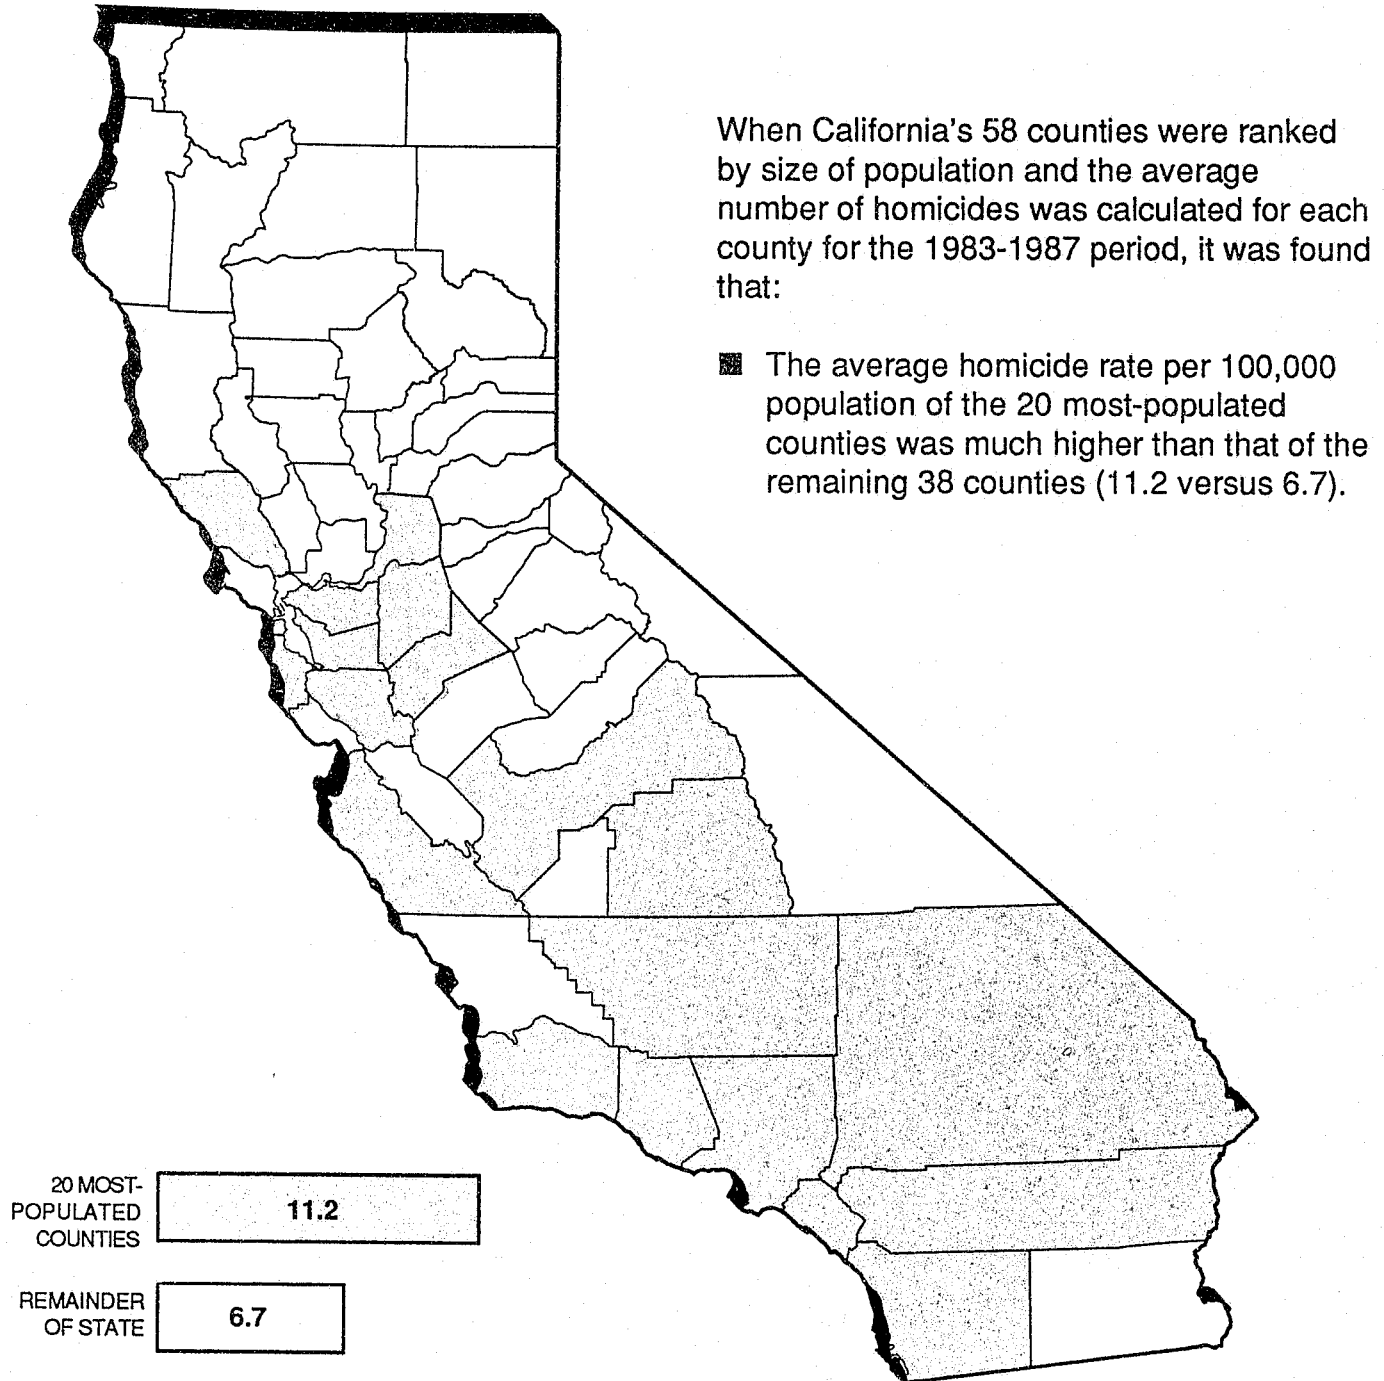 When California's 58 counties were ranked
by size of population and the average
number of homicides was calculated for each
county for the 1983-1987 period, it was found
that:
The average homicide rate per 100,000
population of the 20 most-populated
counties was much higher than that of the
remaining 38 counties (11.2 versus 6.7).
20 MOST-
POPULATED
COUNTIES
11.2
REMAINDER
OF STATE
6.7